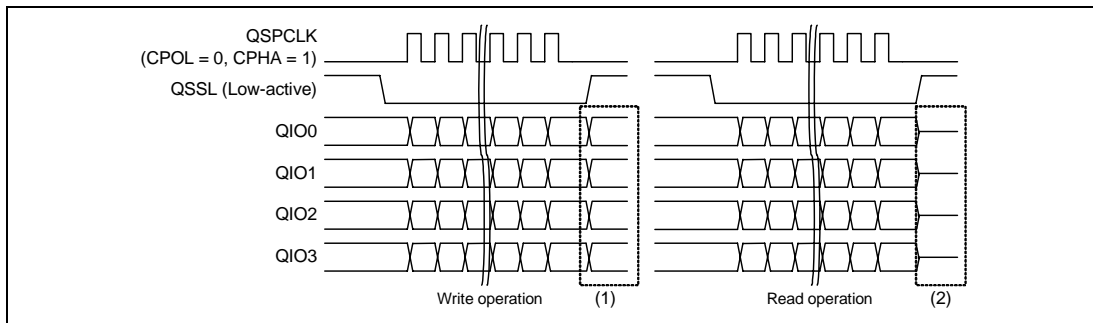 QSPCLK
(CPOL = 0, CPHA = 1)
QSSL (Low-active)
QIO0
QIO1
QIO2
QIO3
Write operation (1) Read operation (2)